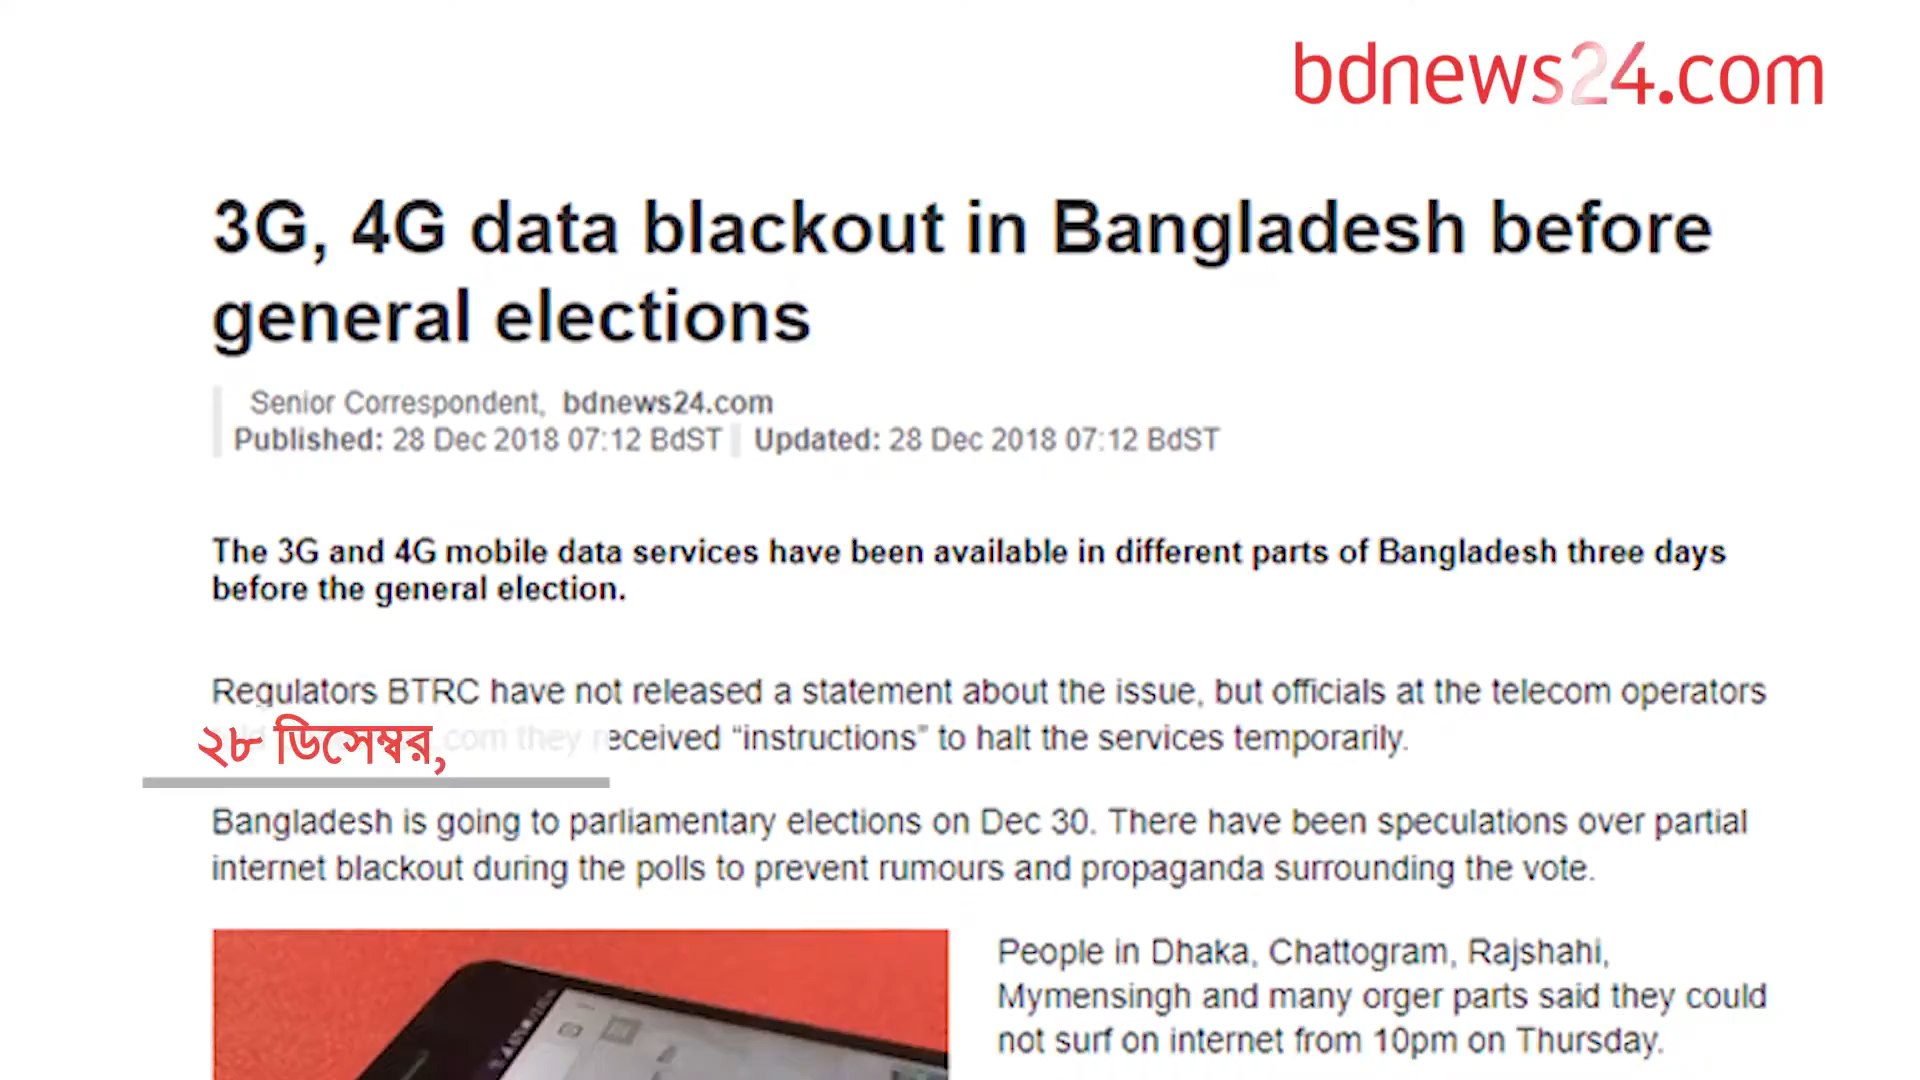 bdnews24.com
3G, 4G data blackout in Bangladesh before
general elections
Senior Correspondent, bdnews24.com
Published: 28 Dec 2018 07:12 BdST Updated: 28 Dec 2018 07:12 BdST
The 3G and 4G mobile data services have been available in different parts of Bangladesh three days
before the general election.
Regulators BTRC have not released a statement about the issue, but officials at the telecom operators
.com they received “instructions” to halt the services temporarily.
২৮ ডিসেম্বর,
Bangladesh is going to parliamentary elections on Dec 30. There have been speculations over partial
internet blackout during the polls to prevent rumours and propaganda surrounding the vote.
People in Dhaka, Chattogram, Rajshahi,
Mymensingh and many orger parts said they could
not surf on internet from 10pm on Thursday.